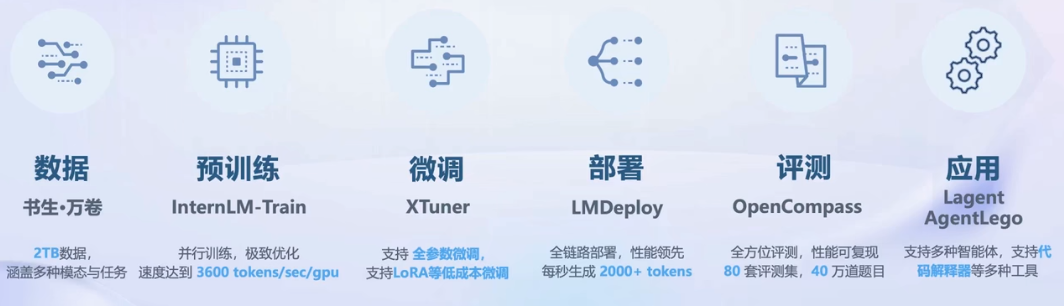 数据
书生·万卷
2TB数据，
涵盖多种模态与任务
预训练
InternLM-Train
并行训练，极致优化
速度达到 3600 tokens/sec/gpu
微调
XTuner
支持 全参数微调，
支持LoRA等低成本微调
部署
LMDeploy
全链路部署，性能领先
每秒生成 2000+ tokens
评测
OpenCompass
全方位评测，性能可复现
80 套评测集，40 万道题目
应用
Lagent
AgentLego
支持多种智能体，支持代
码解释器等多种工具